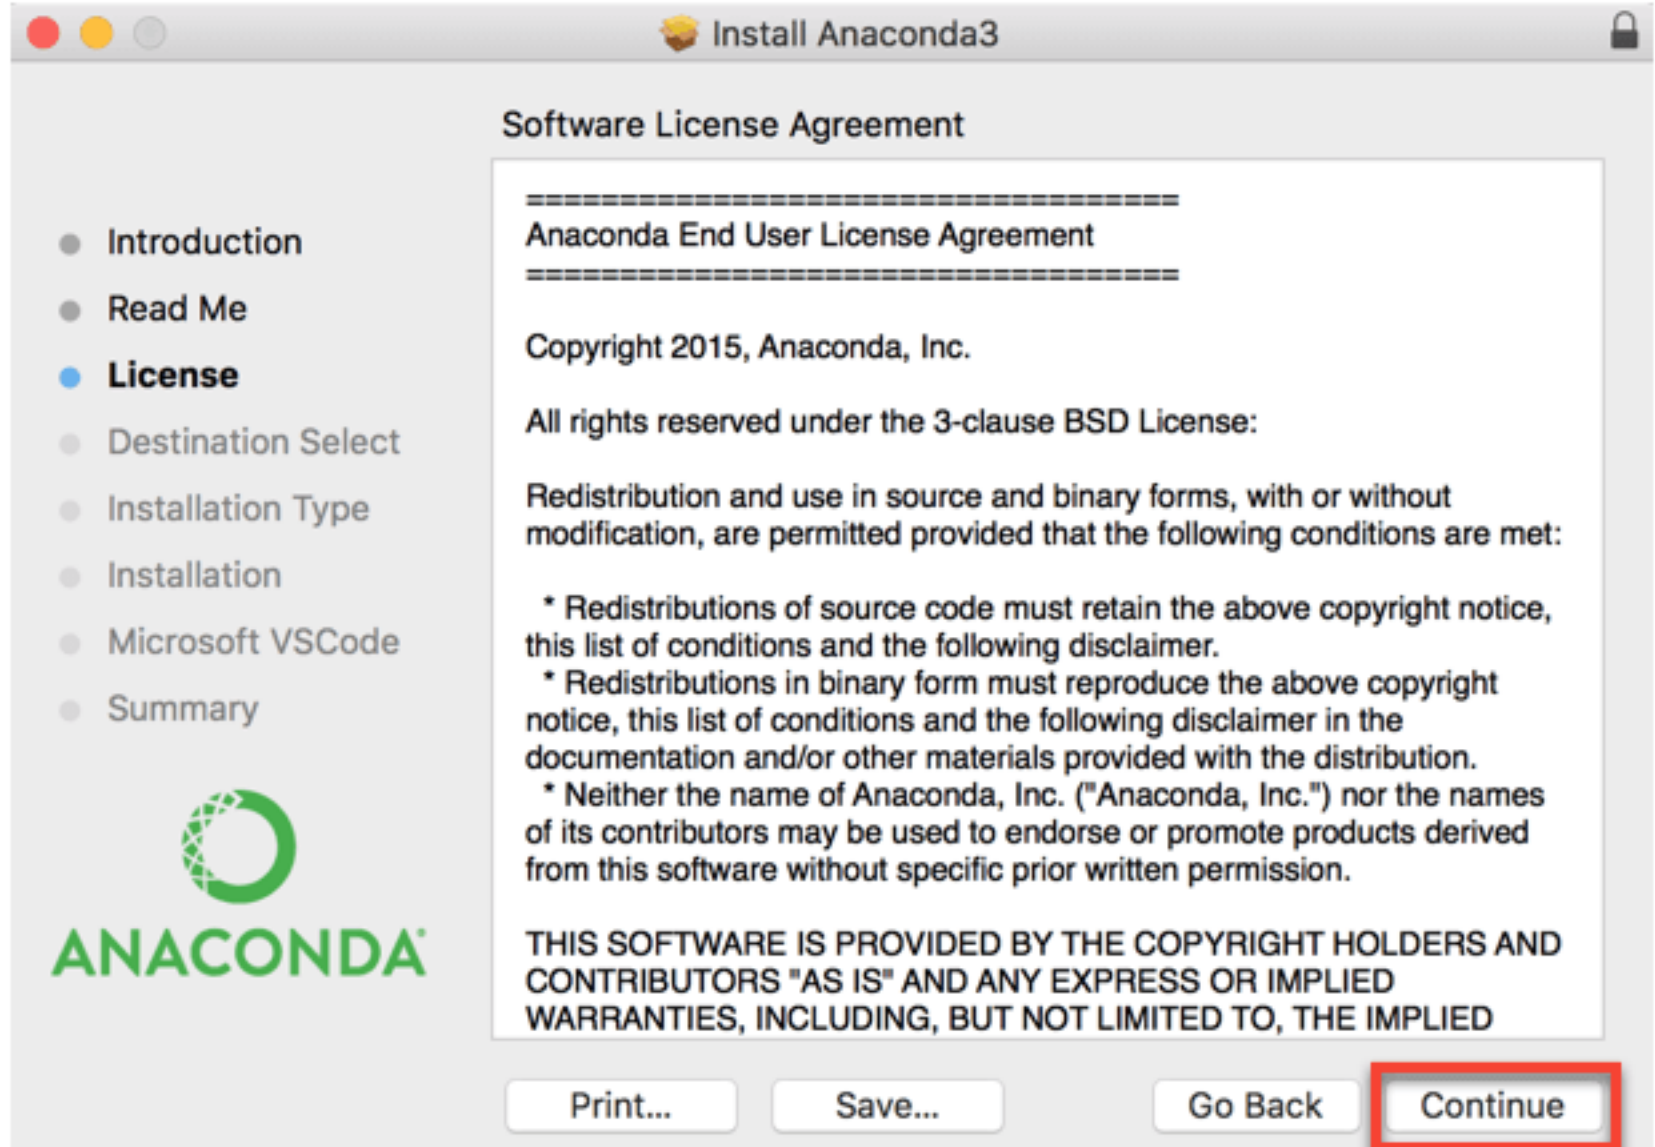 Install Anaconda3
Software License Agreement
Introduction
Read Me
License
Destination Select
Installation Type
Installation
Microsoft VSCode
Summary
ANACONDA
===================================
Anaconda End User License Agreement
===================================
Copyright 2015, Anaconda, Inc.
All rights reserved under the 3-clause BSD License:
Redistribution and use in source and binary forms, with or without
modification, are permitted provided that the following conditions are met:
* Redistributions of source code must retain the above copyright notice,
this list of conditions and the following disclaimer.
* Redistributions in binary form must reproduce the above copyright
notice, this list of conditions and the following disclaimer in the
documentation and/or other materials provided with the distribution.
* Neither the name of Anaconda, Inc. ("Anaconda, Inc.") nor the names
of its contributors may be used to endorse or promote products derived
from this software without specific prior written permission.
THIS SOFTWARE IS PROVIDED BY THE COPYRIGHT HOLDERS AND
CONTRIBUTORS "AS IS" AND ANY EXPRESS OR IMPLIED
WARRANTIES, INCLUDING, BUT NOT LIMITED TO, THE IMPLIED
Print...
Save...
Go Back
Continue